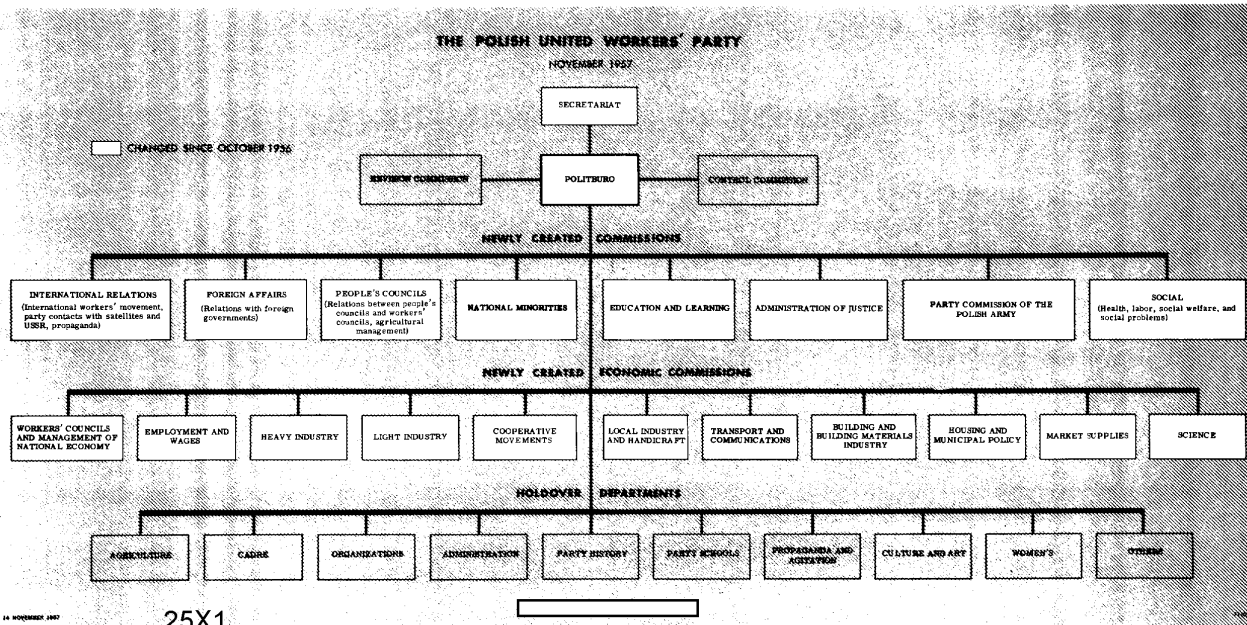 THE POLISH UNITED WORKERS' PARTY
NOVEMBER 1957
SECRETARIAT
CHANGED SINCE OCTOBER 1956
REVISION COMMISSION
POLITBURO
CONTROL COMMISSION
NEWLY CREATED COMMISSIONS
INTERNATIONAL RELATIONS
(International workers' movement,
party contacts with satellites and
USSR, propaganda)
FOREIGN AFFAIRS
(Relations with foreign
governments)
PEOPLE'S COUNCILS
(Relations between people's
councils and workers'
councils, agricultural
management)
NATIONAL MINORITIES
EDUCATION AND LEARNING
ADMINISTRATION OF JUSTICE
PARTY COMMISSION OF THE
POLISH ARMY
SOCIAL
(Health, labor, social welfare, and
social problems)
NEWLY CREATED ECONOMIC COMMISSIONS
WORKERS' COUNCILS
AND MANAGEMENT OF
NATIONAL ECONOMY
EMPLOYMENT AND
WAGES
HEAVY INDUSTRY
LIGHT INDUSTRY
COOPERATIVE
MOVEMENTS
LOCAL INDUSTRY
AND HANDICRAFT
TRANSPORT AND
COMMUNICATIONS
BUILDING AND
BUILDING MATERIALS
INDUSTRY
HOUSING AND
MUNICIPAL POLICY
MARKET SUPPLIES
SCIENCE
HOLDOVER DEPARTMENTS
AGRICULTURE
CADRE
ORGANIZATIONS
ADMINISTRATION
PARTY HISTORY
PARTY SCHOOLS
PROPAGANDA AND
AGITATION
CULTURE AND ART
WOMEN'S
OTHERS
14 NOVEMBER 1957
25X1